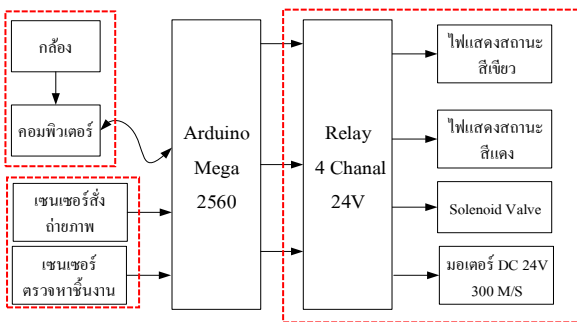 กล้อง
คอมพิวเตอร์
เซนเซอร์สั่ง
ถ่ายภาพ
เซนเซอร์
ตรวจหาชิ้นงาน
Arduino
Mega
2560
Relay
4 Chanal
24V
ไฟแสดงสถานะ
สีเขียว
ไฟแสดงสถานะ
สีแดง
Solenoid Valve
มอเตอร์ DC 24V
300 M/S